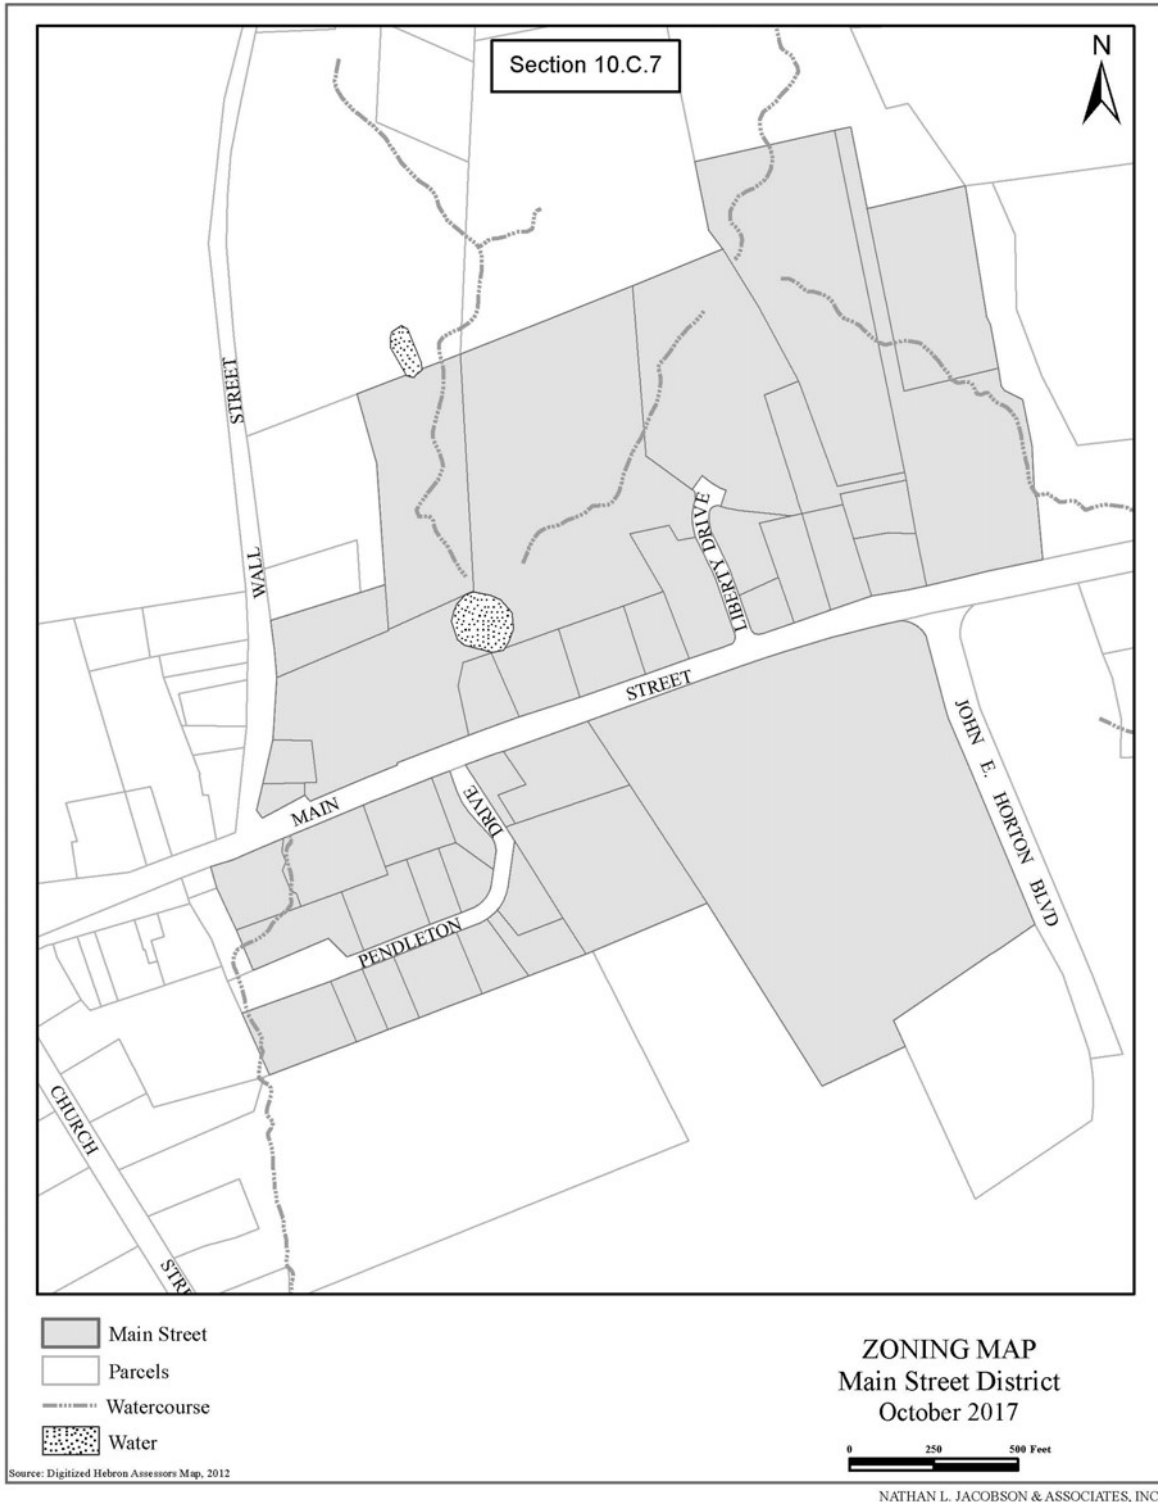 Section 10.C.7
N
WALL STREET
LIBERTY DRIVE
MAIN STREET
PENDLETON DRIVE
JOHN E. HORTON BLVD
CHURCH
STRE
Main Street
Parcels
Watercourse
Water
Source: Digitized Hebron Assessors Map, 2012
ZONING MAP
Main Street District
October 2017
0 250 500 Feet
NATHAN L. JACOBSON & ASSOCIATES, INC